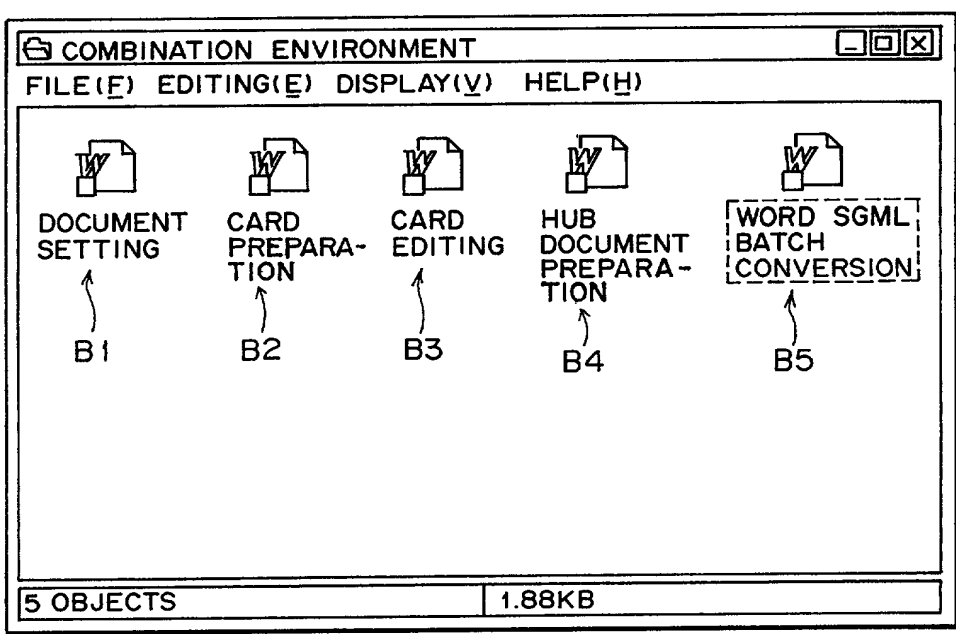 COMBINATION ENVIRONMENT
FILE(F) EDITING(E) DISPLAY(V) HELP(H)
W W W W W
DOCUMENT
SETTING
CARD
PREPARA-
TION
CARD
EDITING
HUB
DOCUMENT
PREPARA-
TION
WORD SGML
BATCH
CONVERSION
B1 B2 B3 B4 B5
5 OBJECTS 1.88KB